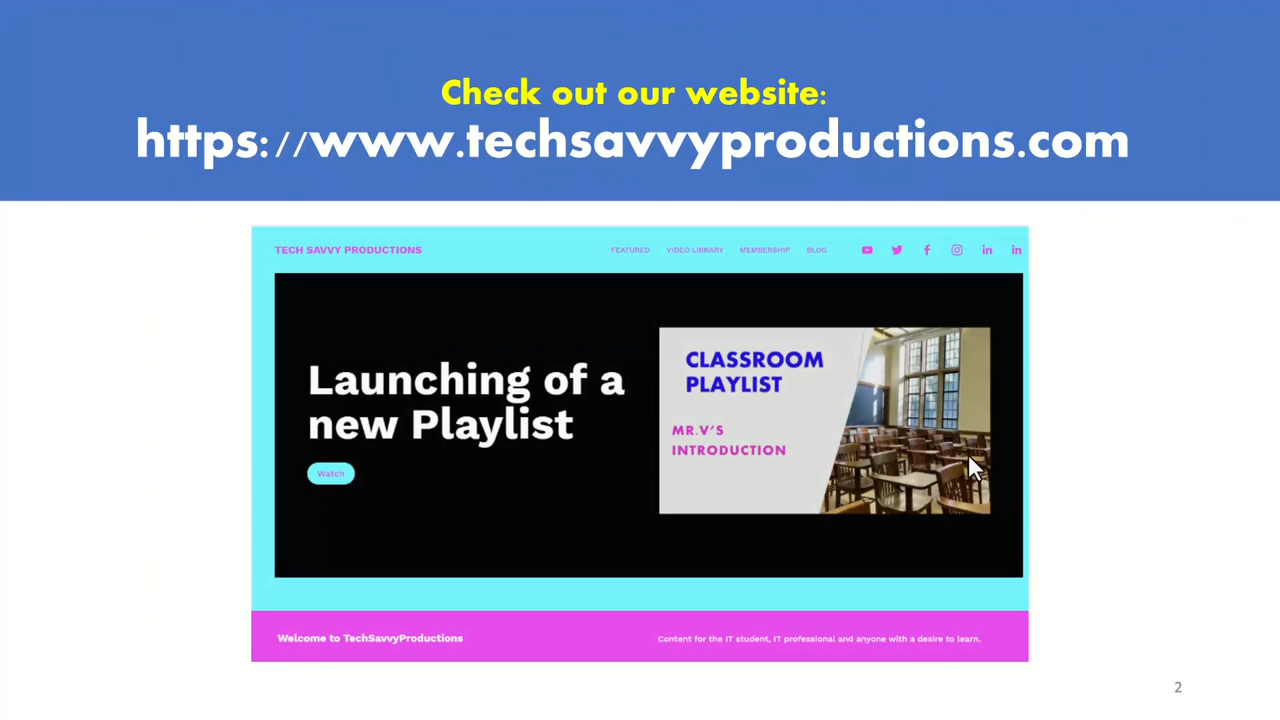 Check out our website:
https://www.techsavvyproductions.com
TECH SAVVY PRODUCTIONS
FEATURED VIDEO LIBRARY MEMBERSHIP BLOG
Launching of a
new Playlist
Watch
CLASSROOM
PLAYLIST
MR.V'S
INTRODUCTION
Welcome to TechSavvyProductions
Content for the IT student, IT professional and anyone with a desire to learn.
2